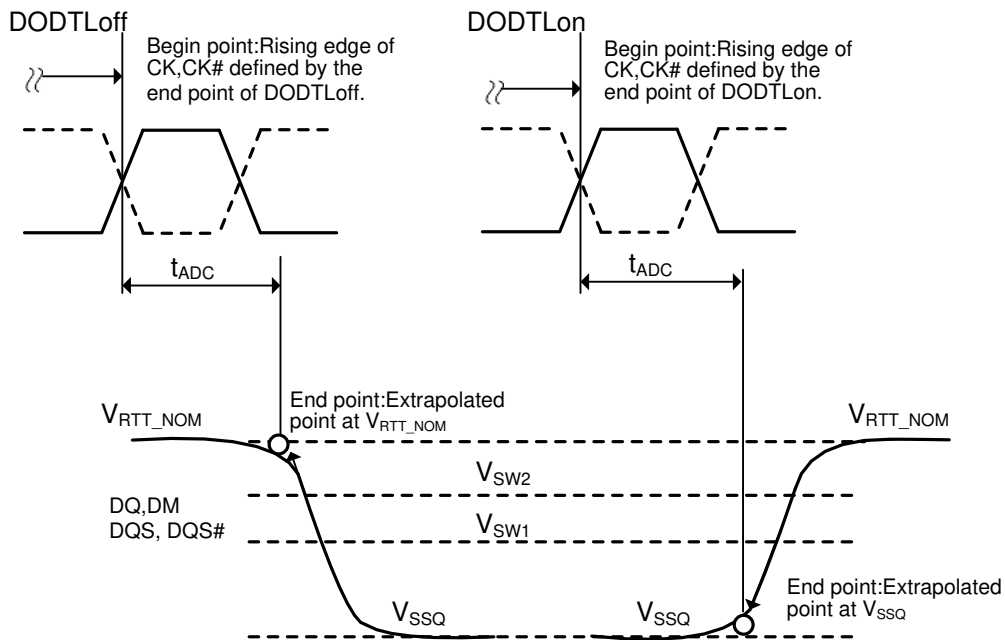 DODTLoff
Begin point:Rising edge of
CK,CK# defined by the
end point of DODTLoff.
DODTLon
Begin point:Rising edge of
CK,CK# defined by the
end point of DODTLon.
tADC
tADC
VRTT_NOM
End point:Extrapolated
point at VRTT_NOM
VRTT_NOM
VSW2
DQ,DM
DQS, DQS#
VSW1
VSSQ
VSSQ
End point:Extrapolated
point at VSSQ